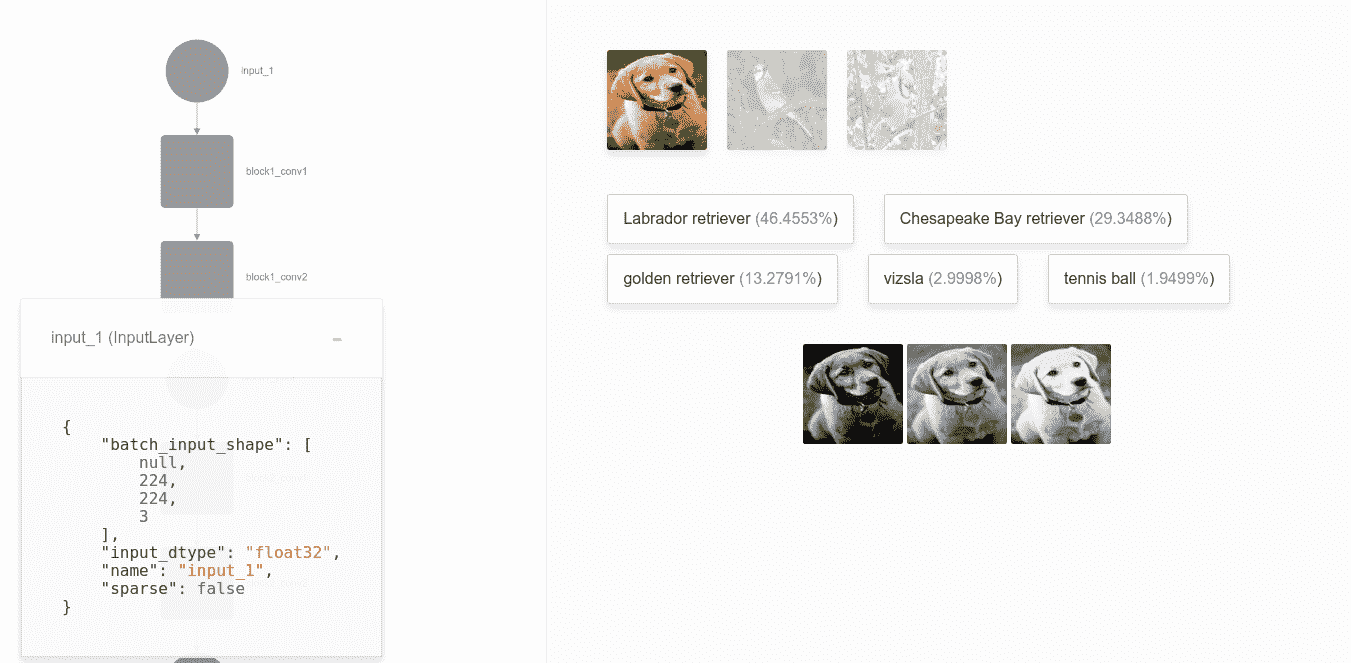 input_1
block1_conv1
block1_conv2
input_1 (InputLayer)
{
"batch_input_shape": [
null,
224,
224,
3
],
"input_dtype": "float32",
"name": "input_1",
"sparse": false
}
Labrador retriever (46.4553%)
Chesapeake Bay retriever (29.3488%)
golden retriever (13.2791%)
vizsla (2.9998%)
tennis ball (1.9499%)